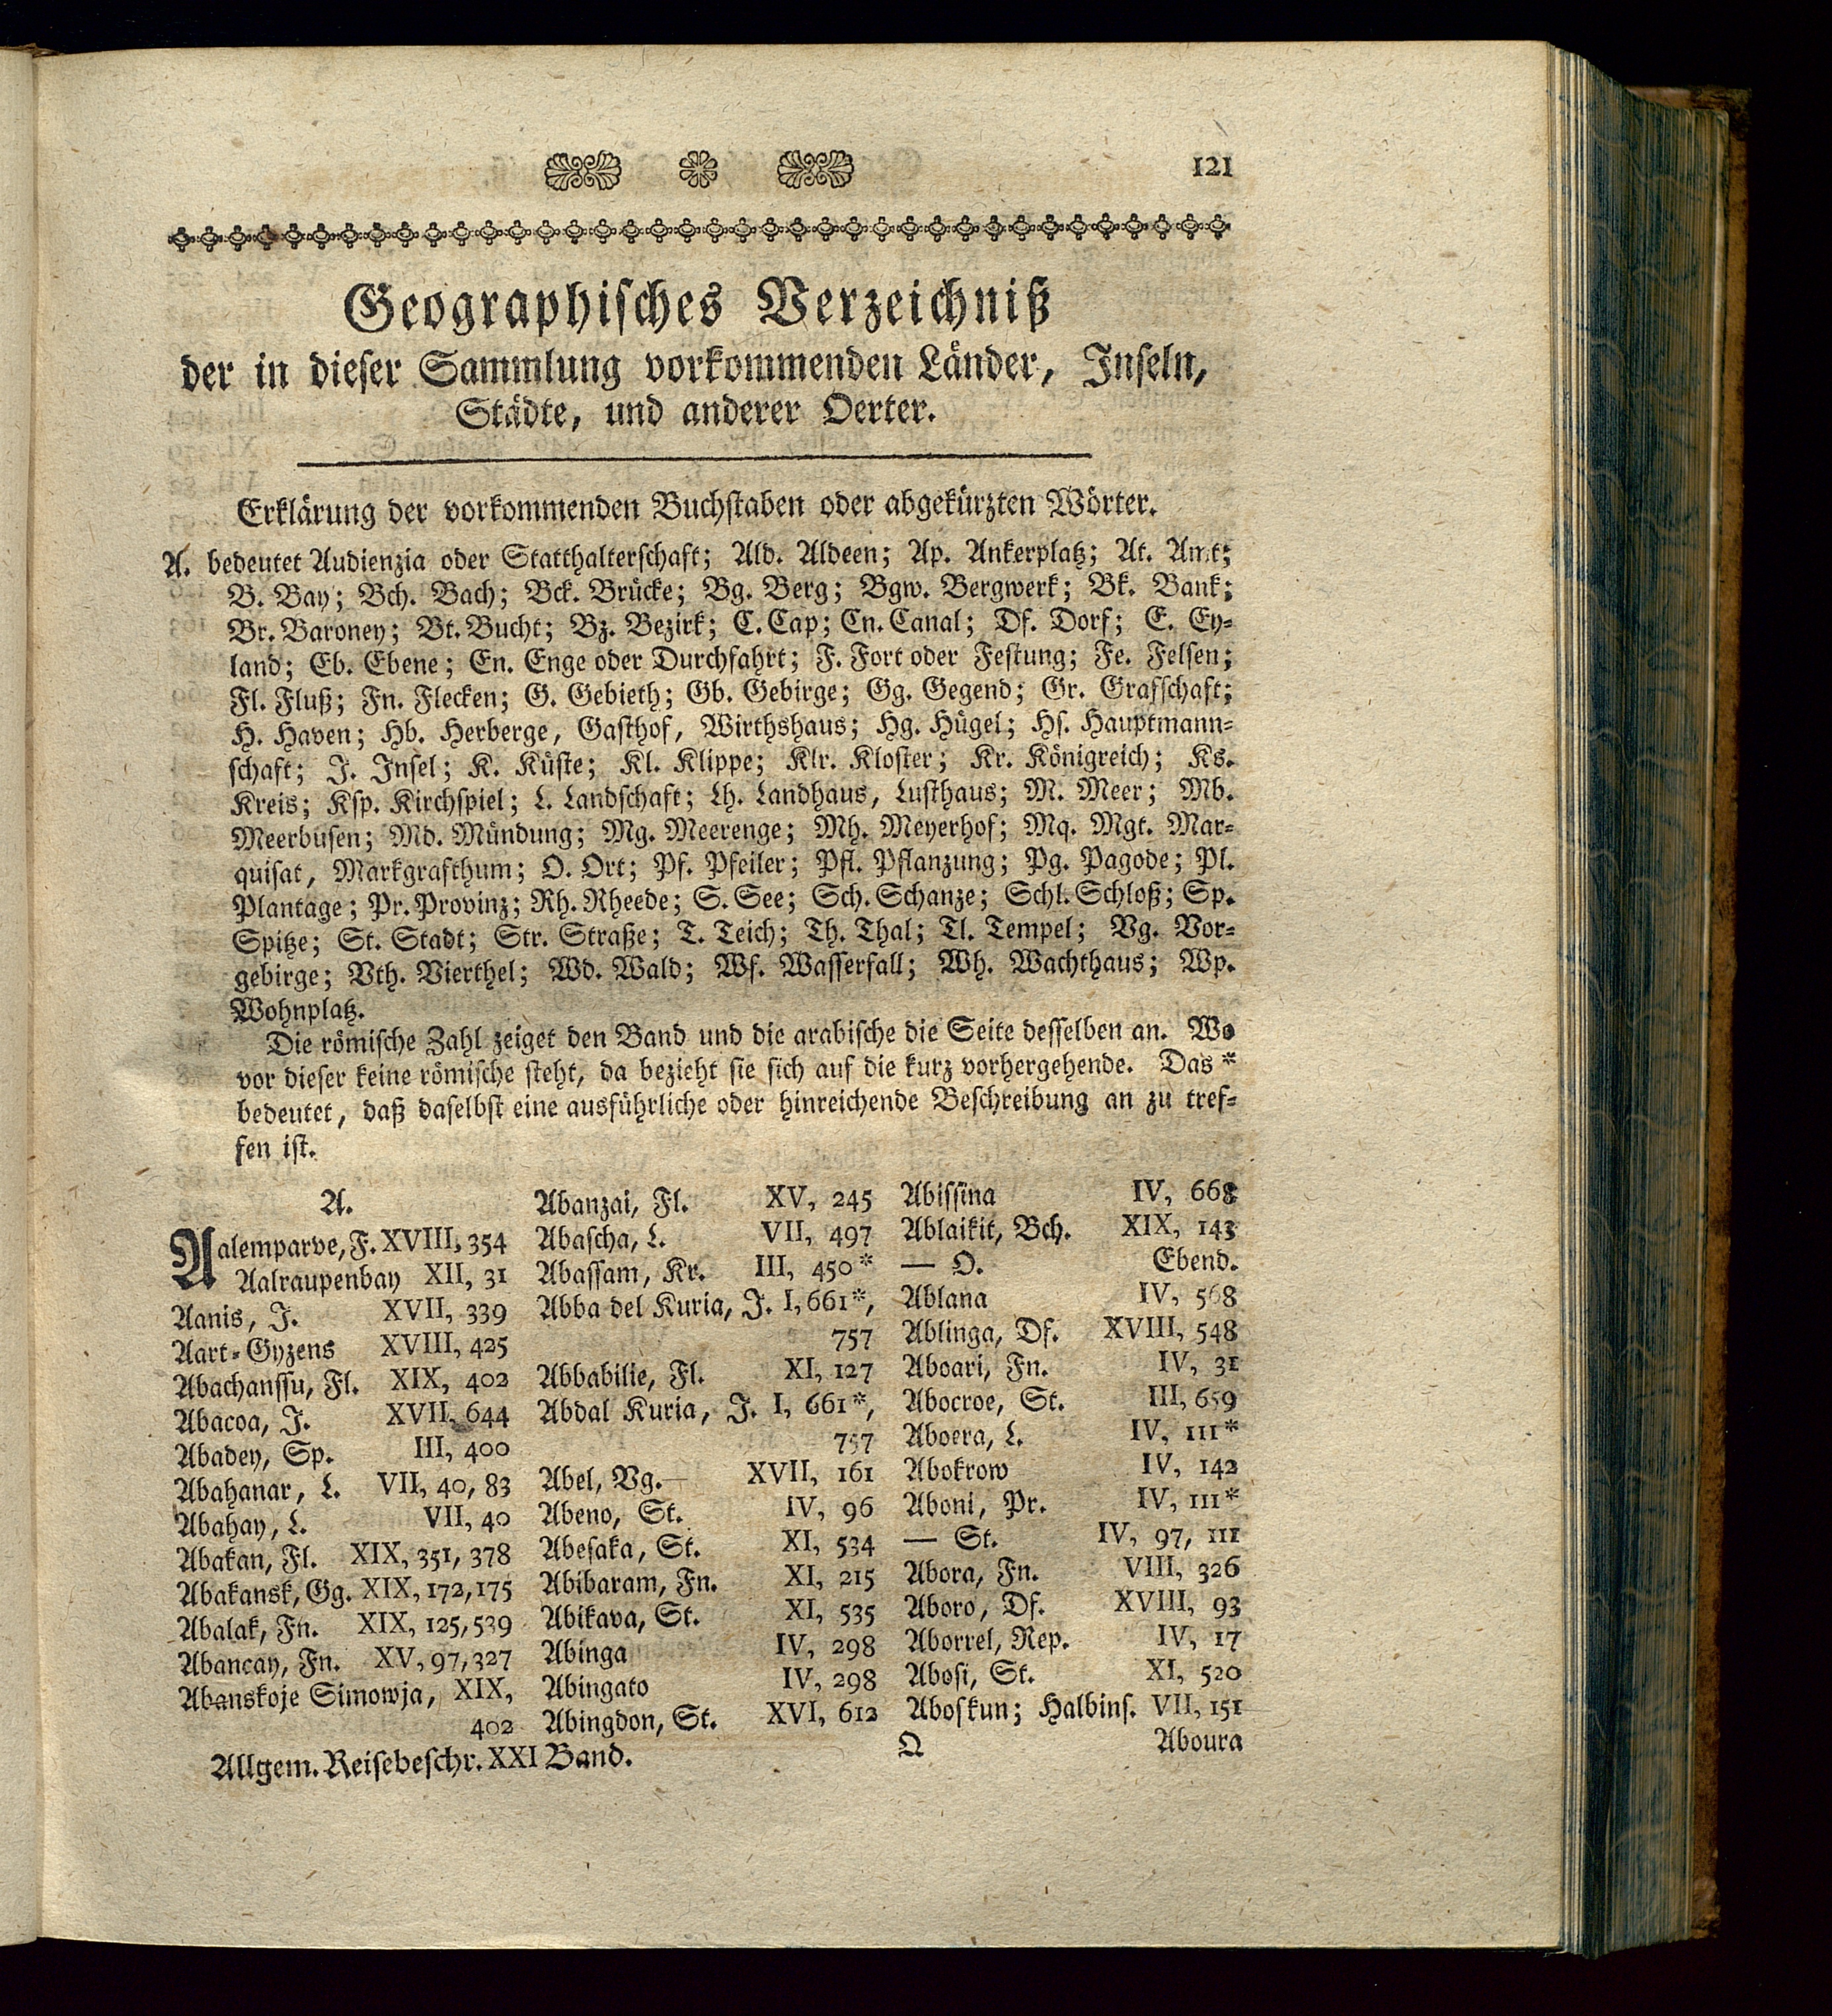 121
Geographisches Verzeichniß
der in dieser Sammlung vorkommenden Länder, Inseln,
Städte, und anderer Oerter.
Erklärung der vorkommenden Buchstaben oder abgekürzten Wörter.
A. bedeutet Audienzia oder Statthalterschaft; Ald. Aldeen; Ap. Ankerplatz; At. Amt;
B. Bay; Bch. Bach; Bck. Brücke; Bg. Berg; Bgw. Bergwerk; Bk. Bank;
Br. Baroney; Bt. Bucht; Bz. Bezirk; C. Cap; Cn. Canal; Df. Dorf; E. Ey-
land; Eb. Ebene; En. Enge oder Durchfahrt; F. Fort oder Festung; Fe. Felsen;
Fl. Fluß; Fn. Flecken; G. Gebieth; Gb. Gebirge; Gg. Gegend; Gr. Grafschaft;
H. Haven; Hb. Herberge, Gasthof, Wirthshaus; Hg. Hügel; Hs. Hauptmann-
schaft; J. Insel; K. Küste; Kl. Klippe; Klr. Kloster; Kr. Königreich; Ks.
Kreis; Ksp. Kirchspiel; L. Landschaft; Lh. Landhaus, Lusthaus; M. Meer; Mb.
Meerbusen; Md. Mündung; Mg. Meerenge; Mh. Meyerhof; Mq. Mgt. Mar-
quisat, Markgrafthum; O. Ort; Pf. Pfeiler; Pfl. Pflanzung; Pg. Pagode; Pl.
Plantage; Pr. Provinz; Rh. Rheede; S. See; Sch. Schanze; Schl. Schloß; Sp.
Spitze; St. Stadt; Str. Straße; T. Teich; Th. Thal; Tl. Tempel; Vg. Vor-
gebirge; Vth. Vierthel; Wd. Wald; Wf. Wasserfall; Wh. Wachthaus; Wp.
Wohnplatz.
Die römische Zahl zeiget den Band und die arabische die Seite desselben an. Wo
vor dieser keine römische steht, da bezieht sie sich auf die kurz vorhergehende. Das *
bedeutet, daß daselbst eine ausführliche oder hinreichende Beschreibung an zu tref-
fen ist.
A.
Aalemparve, F. XVIII, 354
Aalraupenbay XII, 31
Aanis, J. XVII, 339
Aart-Gyzens XVIII, 425
Abachanssu, Fl. XIX, 402
Abacoa, J. XVII, 644
Abadey, Sp. III, 400
Abahanar, L. VII, 40, 83
Abahay, L. VII, 40
Abakan, Fl. XIX, 351, 378
Abakansk, Gg. XIX, 172, 175
Abalak, Fn. XIX, 125, 539
Abancay, Fn. XV, 97, 327
Abanskoje Simowja, XIX,
402
Abanzai, Fl. XV, 245
Abascha, L. VII, 497
Abassam, Kr. III, 450*
Abba del Kuria, J. I, 661*,
757
Abbabilie, Fl. XI, 127
Abdal Kuria, J. I, 661*,
757
Abel, Vg. XVII, 161
Abeno, St. IV, 96
Abesaka, St. XI, 534
Abibaram, Fn. XI, 215
Abikava, St. XI, 535
Abinga IV, 298
Abingato IV, 298
Abingdon, St. XVI, 612
Abissina IV, 668
Ablaikit, Bch. XIX, 143
— O. Ebend.
Ablana IV, 568
Ablinga, Df. XVIII, 548
Aboari, Fn. IV, 31
Abocroe, St. III, 659
Aboera, L. IV, 111*
Abokrow IV, 142
Aboni, Pr. IV, 111*
— St. IV, 97, 111
Abora, Fn. VIII, 326
Aboro, Df. XVIII, 93
Aborrel, Rep. IV, 17
Abosi, St. XI, 520
Aboskun; Halbins. VII, 151
Allgem. Reisebeschr. XXI Band.
Q
Aboura